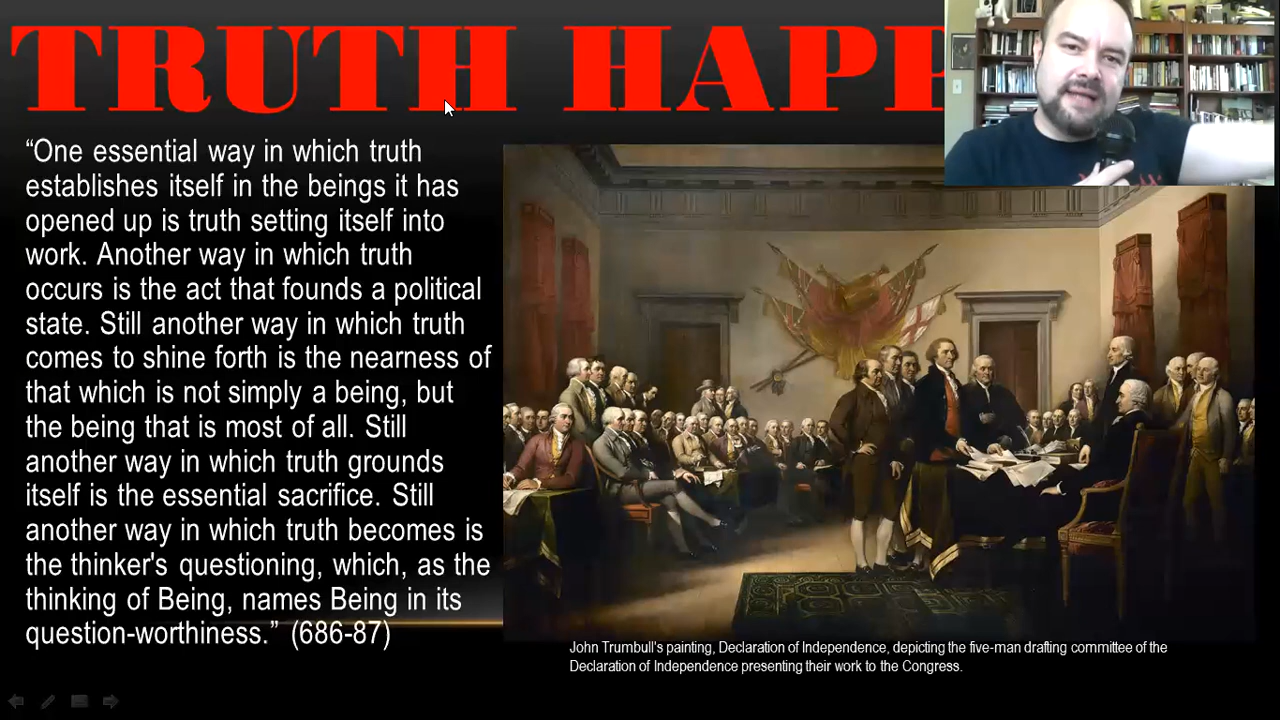 TRUTH HAPP
“One essential way in which truth
establishes itself in the beings it has
opened up is truth setting itself into
work. Another way in which truth
occurs is the act that founds a political
state. Still another way in which truth
comes to shine forth is the nearness of
that which is not simply a being, but
the being that is most of all. Still
another way in which truth grounds
itself is the essential sacrifice. Still
another way in which truth becomes is
the thinker's questioning, which, as the
thinking of Being, names Being in its
question-worthiness.” (686-87)
John Trumbull's painting, Declaration of Independence, depicting the five-man drafting committee of the
Declaration of Independence presenting their work to the Congress.